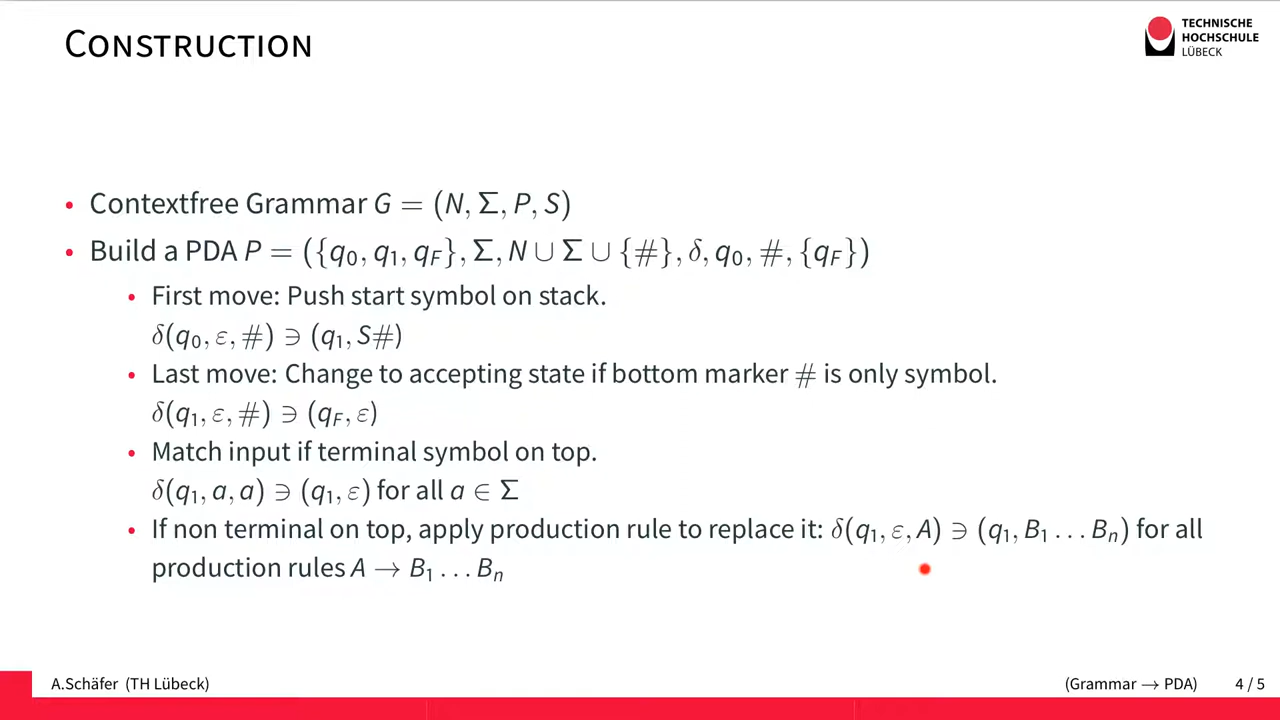 CONSTRUCTION
TECHNISCHE
HOCHSCHULE
LÜBECK
• Contextfree Grammar G = (N, Σ, P, S)
• Build a PDA P = ({q₀, q₁, q_F}, Σ, N ∪ Σ ∪ {#}, δ, q₀, #, {q_F})
• First move: Push start symbol on stack.
δ(q₀, ε, #) ∋ (q₁, S#)
• Last move: Change to accepting state if bottom marker # is only symbol.
δ(q₁, ε, #) ∋ (q_F, ε)
• Match input if terminal symbol on top.
δ(q₁, a, a) ∋ (q₁, ε) for all a ∈ Σ
• If non terminal on top, apply production rule to replace it: δ(q₁, ε, A) ∋ (q₁, B₁ … Bₙ) for all
production rules A → B₁ … Bₙ
A.Schäfer (TH Lübeck) (Grammar → PDA) 4 / 5